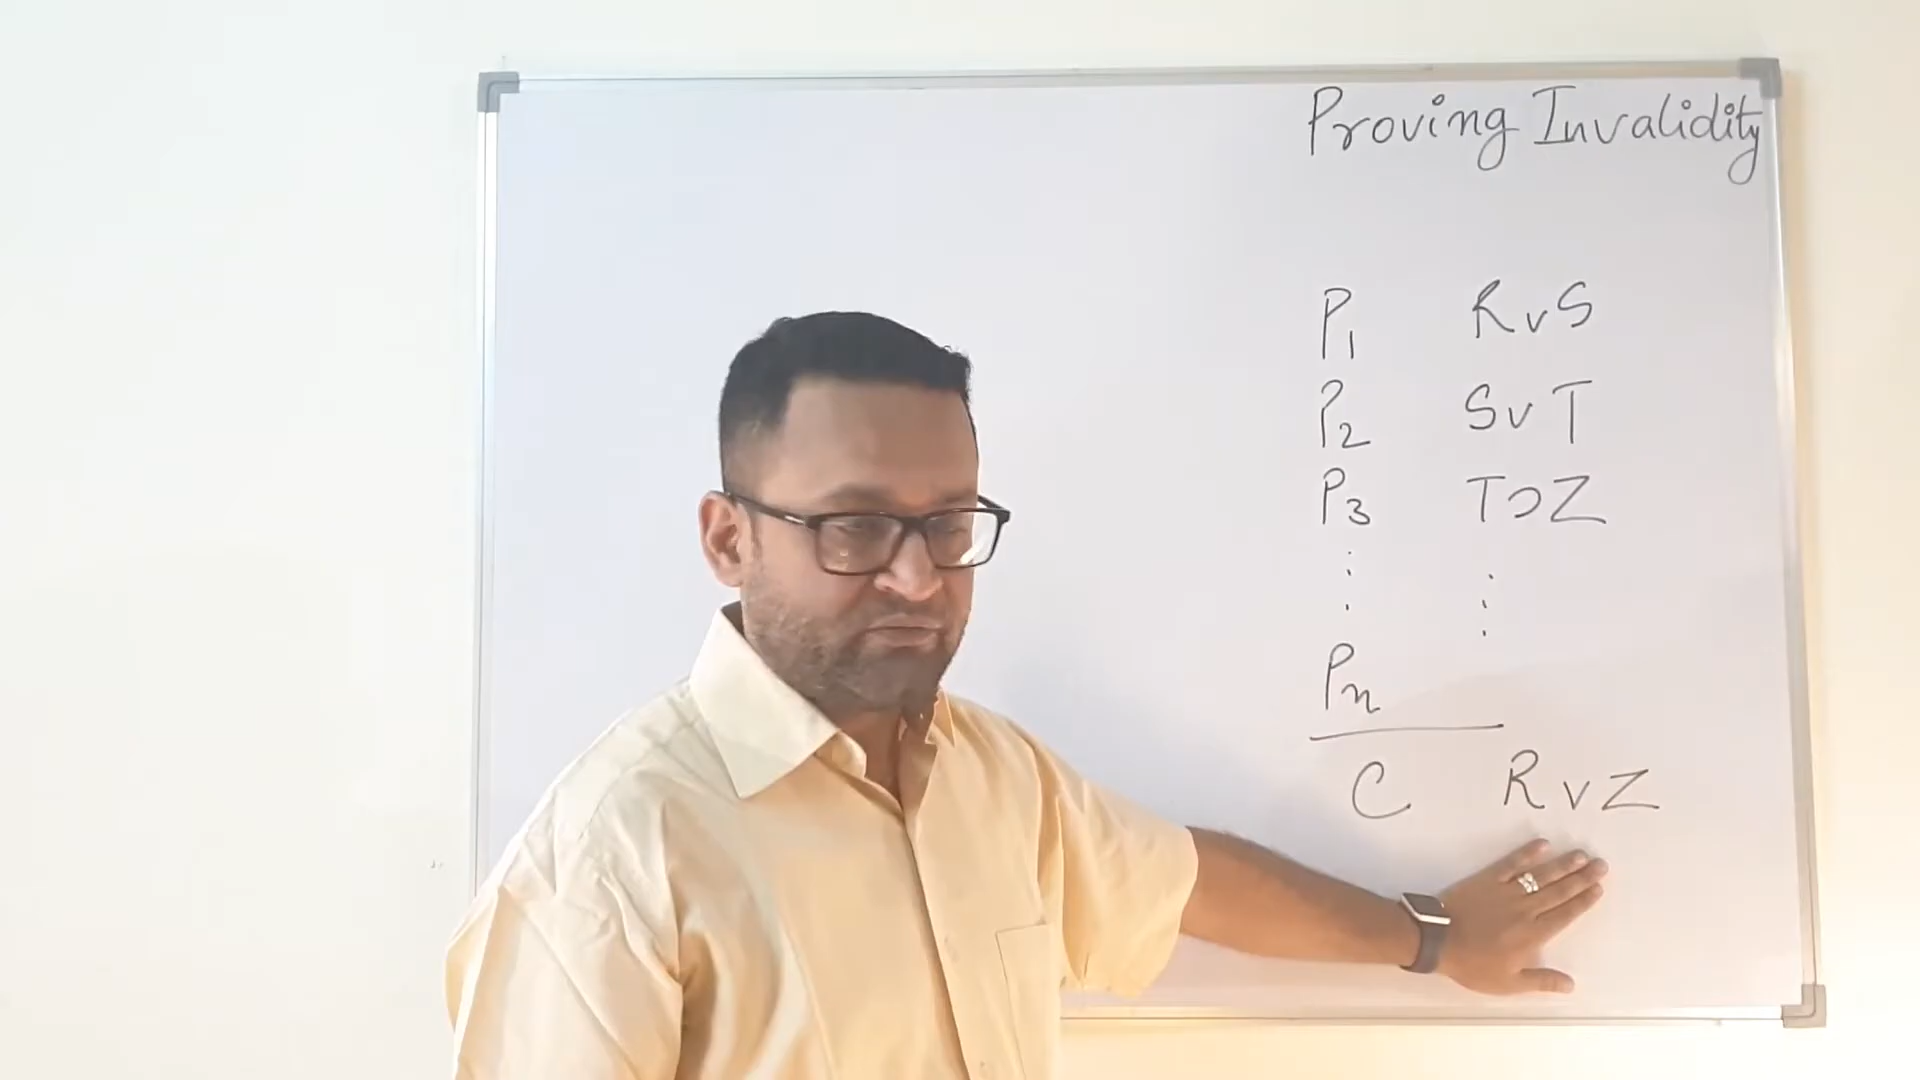 Proving Invalidity
P1 R v S
P2 S v T
P3 T ⊃ Z
⋮ ⋮
Pn
C R v Z